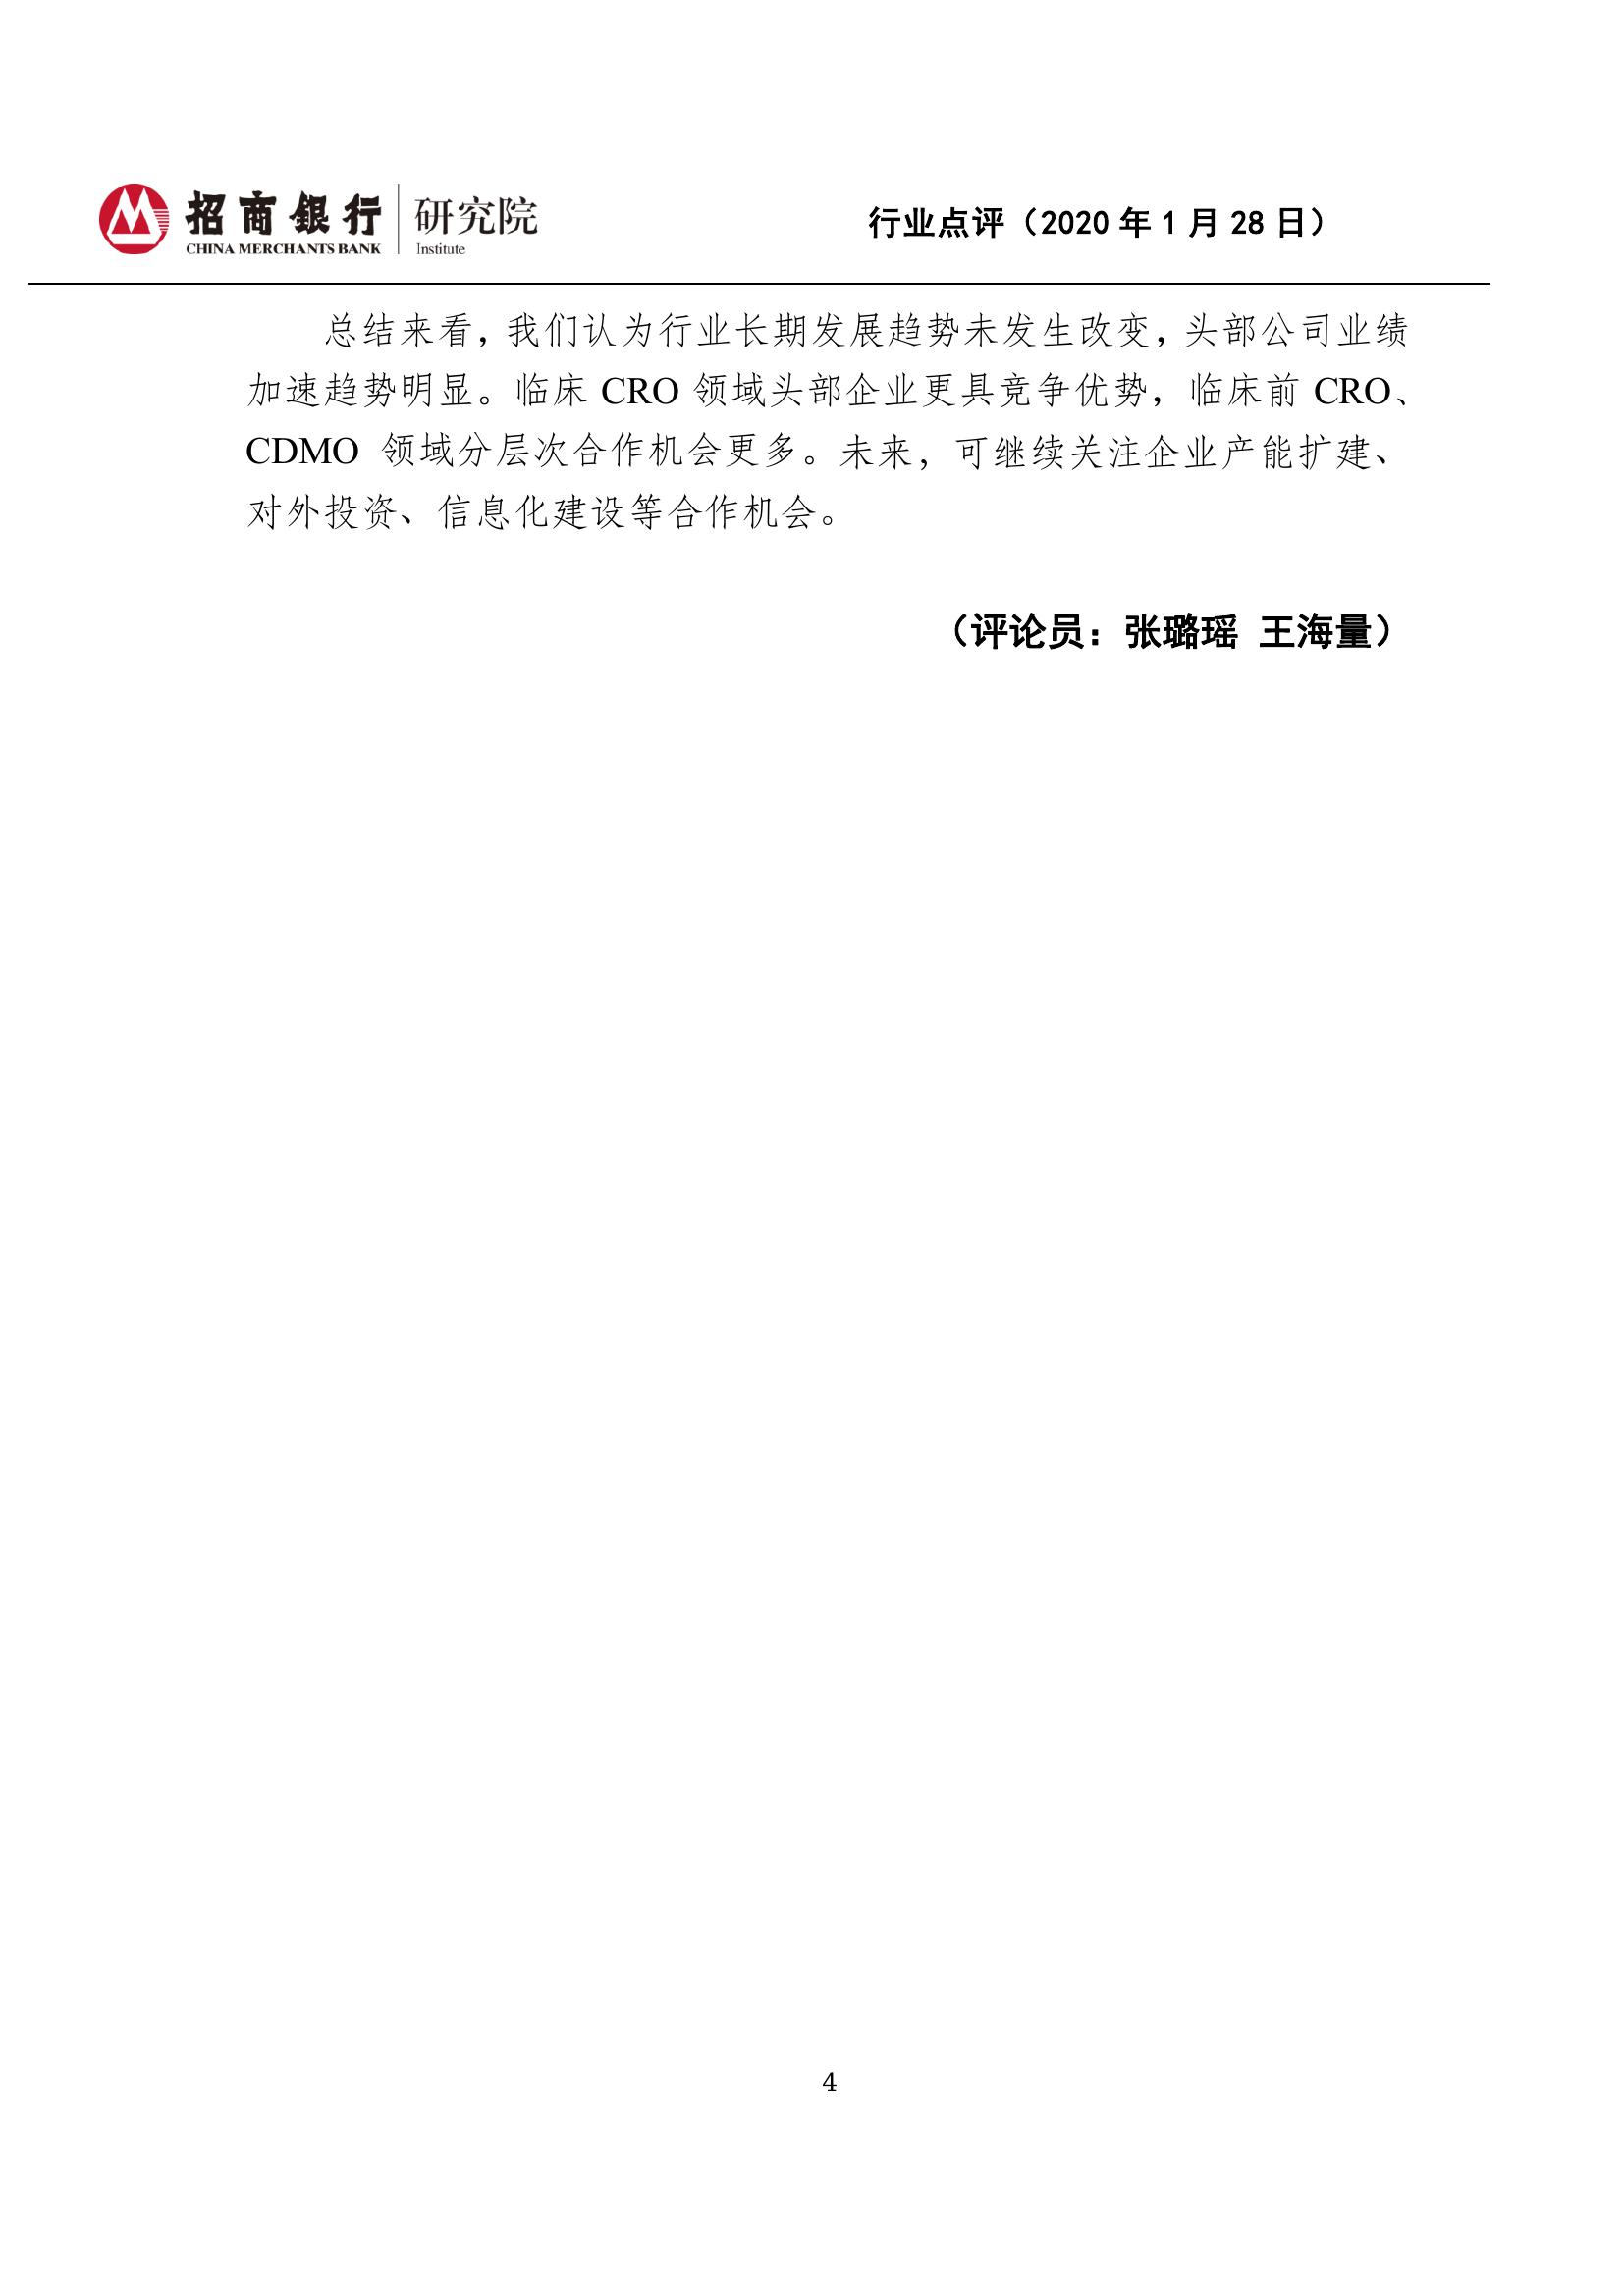 招商銀行 研究院
CHINA MERCHANTS BANK Institute
行业点评（2020 年 1 月 28 日）
总结来看，我们认为行业长期发展趋势未发生改变，头部公司业绩
加速趋势明显。临床 CRO 领域头部企业更具竞争优势，临床前 CRO、
CDMO 领域分层次合作机会更多。未来，可继续关注企业产能扩建、
对外投资、信息化建设等合作机会。
（评论员：张璐瑶 王海量）
4